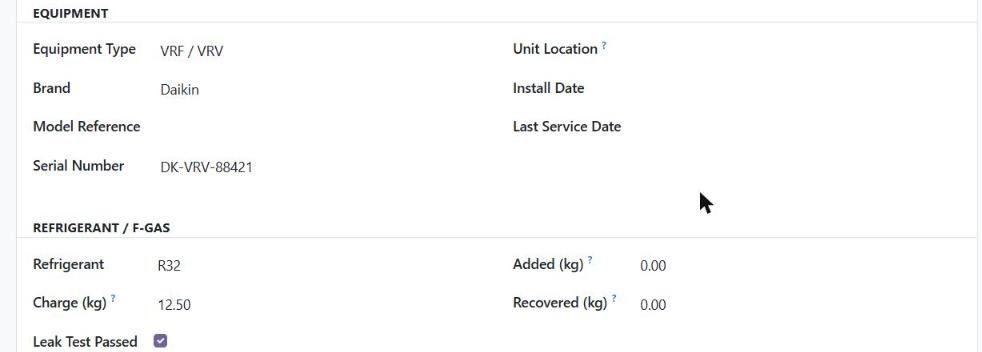 EQUIPMENT
Equipment Type VRF / VRV Unit Location ?
Brand Daikin Install Date
Model Reference Last Service Date
Serial Number DK-VRV-88421
REFRIGERANT / F-GAS
Refrigerant R32 Added (kg) ? 0.00
Charge (kg) ? 12.50 Recovered (kg) ? 0.00
Leak Test Passed